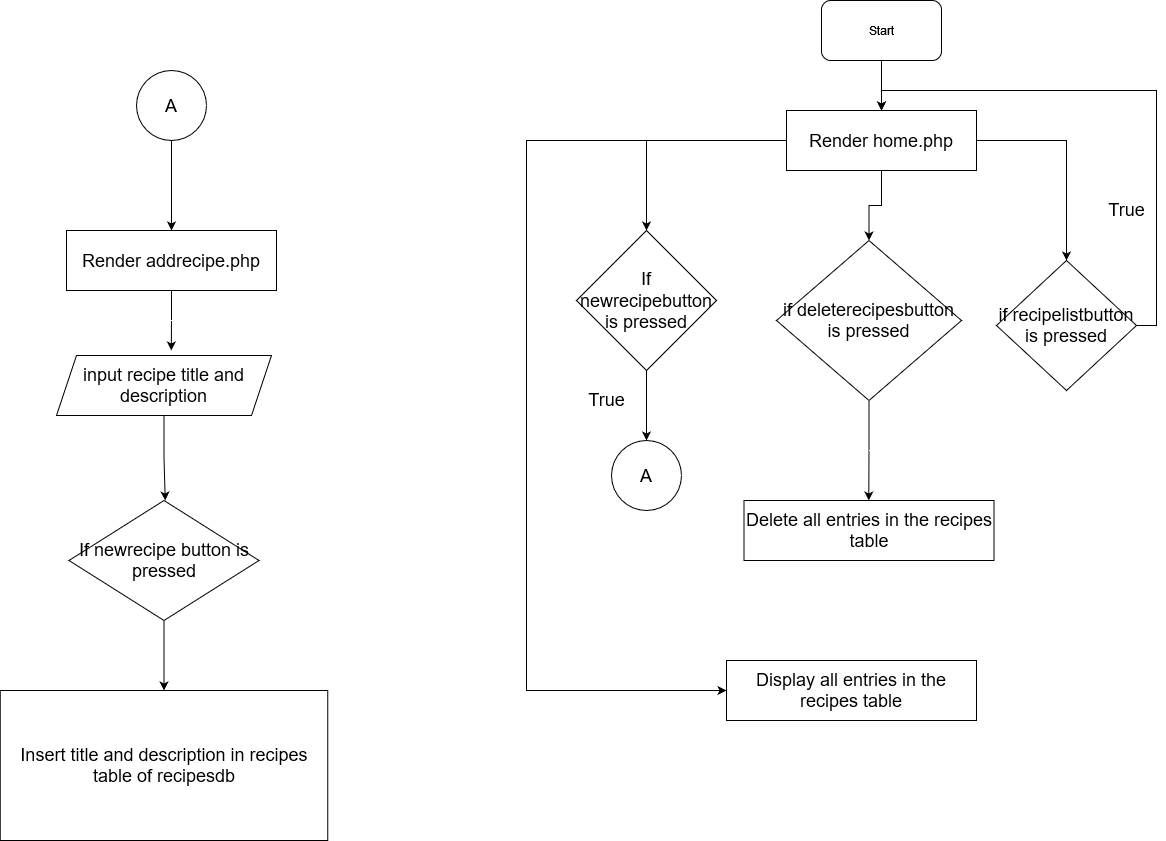 Start
A
Render home.php
True
Render addrecipe.php
If
newrecipebutton
is pressed
if deleterecipesbutton
is pressed
if recipelistbutton
is pressed
input recipe title and
description
True
A
Delete all entries in the recipes
table
If newrecipe button is
pressed
Display all entries in the
recipes table
Insert title and description in recipes
table of recipesdb